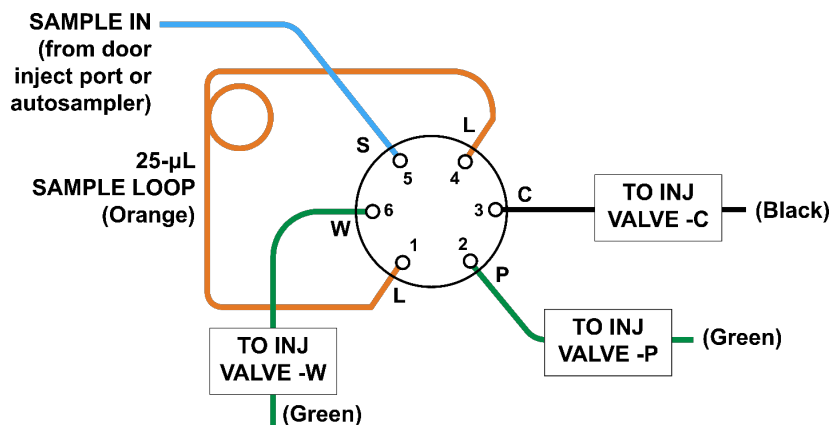 SAMPLE IN
(from door
inject port or
autosampler)
25-µL
SAMPLE LOOP
(Orange)
S
L
5
4
C
3
6
W
1
2
L
P
TO INJ
VALVE -C
(Black)
TO INJ
VALVE -P
(Green)
TO INJ
VALVE -W
(Green)